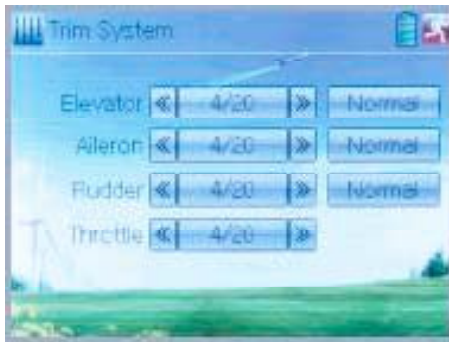 Trim System
Elevator « 4/20 » Normal
Aileron « 4/20 » Normal
Rudder « 4/20 » Normal
Throttle « 4/20 »